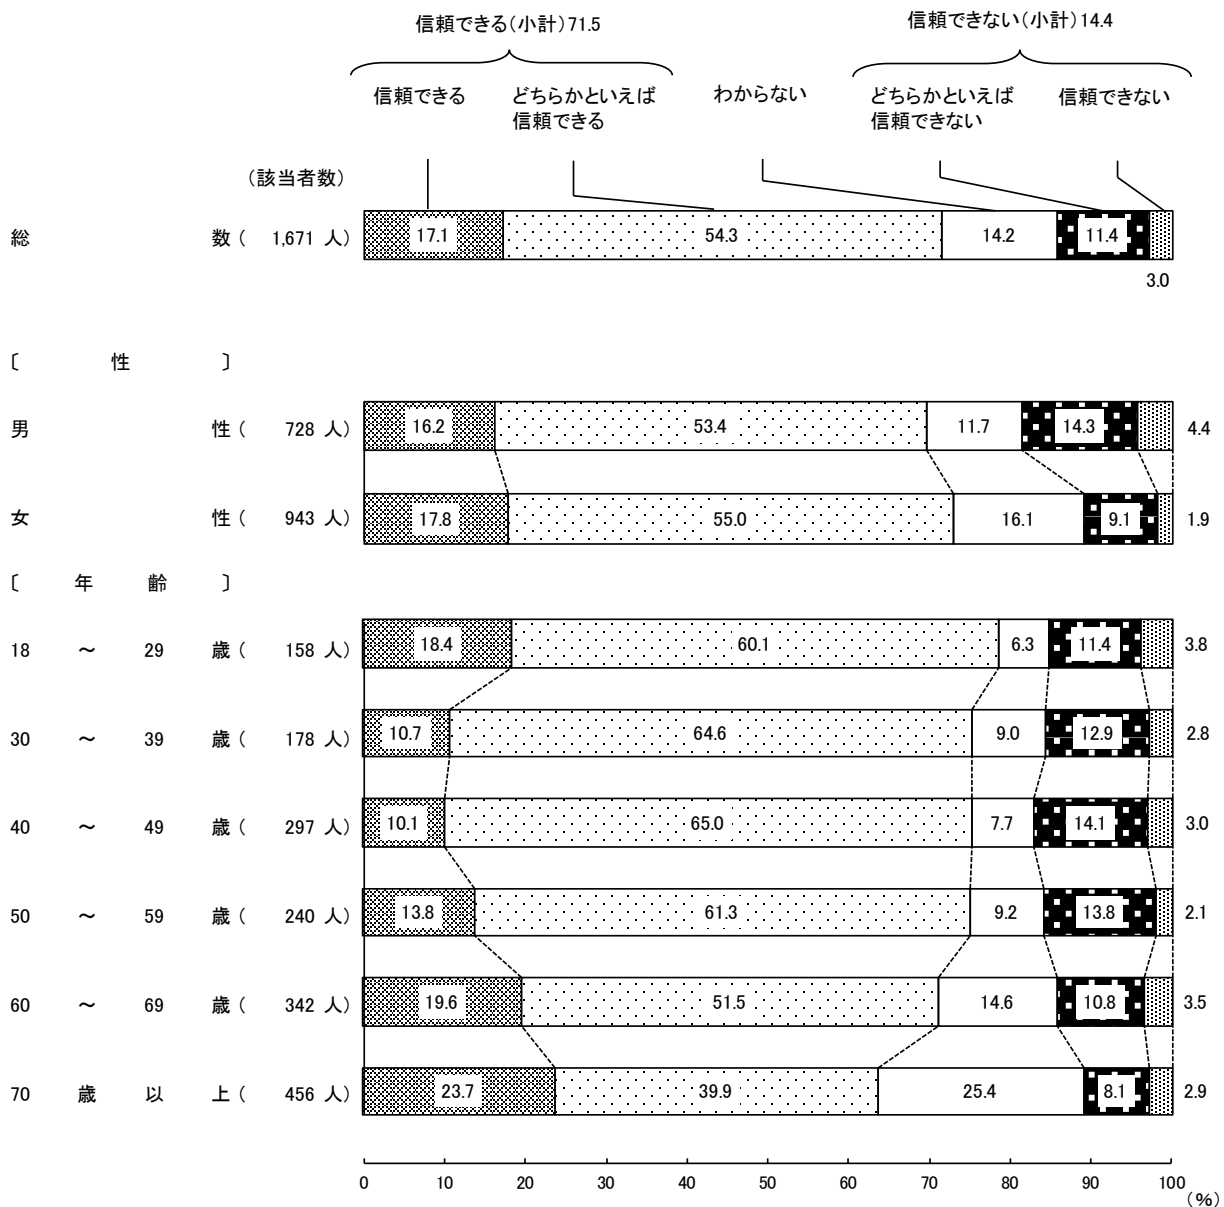 信頼できる(小計)71.5
信頼できない(小計)14.4
信頼できる
どちらかといえば
信頼できる
わからない
どちらかといえば
信頼できない
信頼できない
(該当者数)
総 数 ( 1,671 人) 17.1 54.3 14.2 11.4
3.0
〔 性 〕
男 性 ( 728 人) 16.2 53.4 11.7 14.3 4.4
女 性 ( 943 人) 17.8 55.0 16.1 9.1 1.9
〔 年 齢 〕
18 ～ 29 歳 ( 158 人) 18.4 60.1 6.3 11.4 3.8
30 ～ 39 歳 ( 178 人) 10.7 64.6 9.0 12.9 2.8
40 ～ 49 歳 ( 297 人) 10.1 65.0 7.7 14.1 3.0
50 ～ 59 歳 ( 240 人) 13.8 61.3 9.2 13.8 2.1
60 ～ 69 歳 ( 342 人) 19.6 51.5 14.6 10.8 3.5
70 歳 以 上 ( 456 人) 23.7 39.9 25.4 8.1 2.9
0 10 20 30 40 50 60 70 80 90 100
(%)